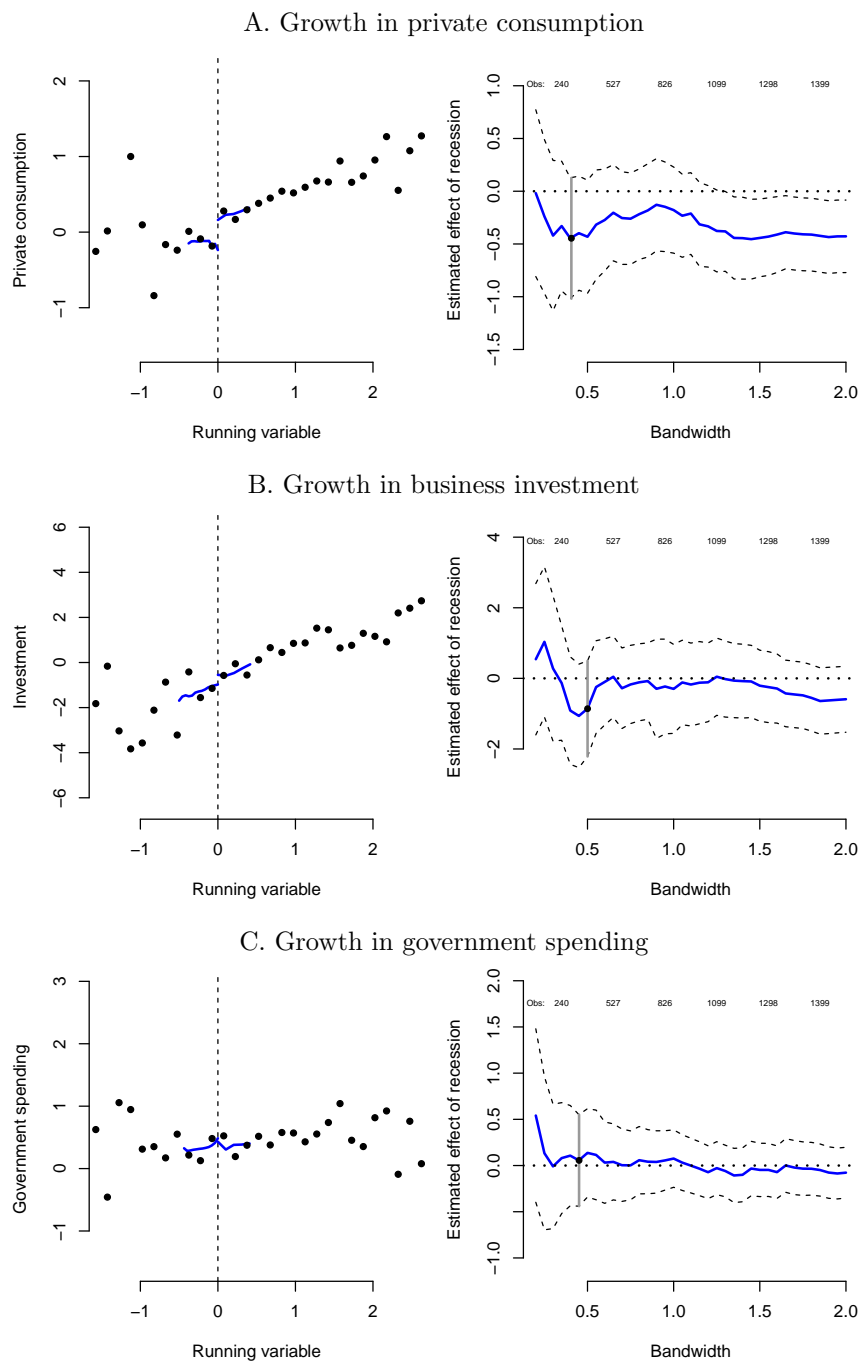 A. Growth in private consumption
Private consumption
2
1
0
−1
−1 0 1 2
Running variable
Estimated effect of recession
1.0
0.5
0.0
−0.5
−1.0
−1.5
Obs: 240 527 826 1099 1298 1399
0.5 1.0 1.5 2.0
Bandwidth
B. Growth in business investment
Investment
6
4
2
0
−2
−4
−6
−1 0 1 2
Running variable
Estimated effect of recession
4
2
0
−2
Obs: 240 527 826 1099 1298 1399
0.5 1.0 1.5 2.0
Bandwidth
C. Growth in government spending
Government spending
3
2
1
0
−1
−1 0 1 2
Running variable
Estimated effect of recession
2.0
1.5
1.0
0.5
0.0
−1.0
Obs: 240 527 826 1099 1298 1399
0.5 1.0 1.5 2.0
Bandwidth